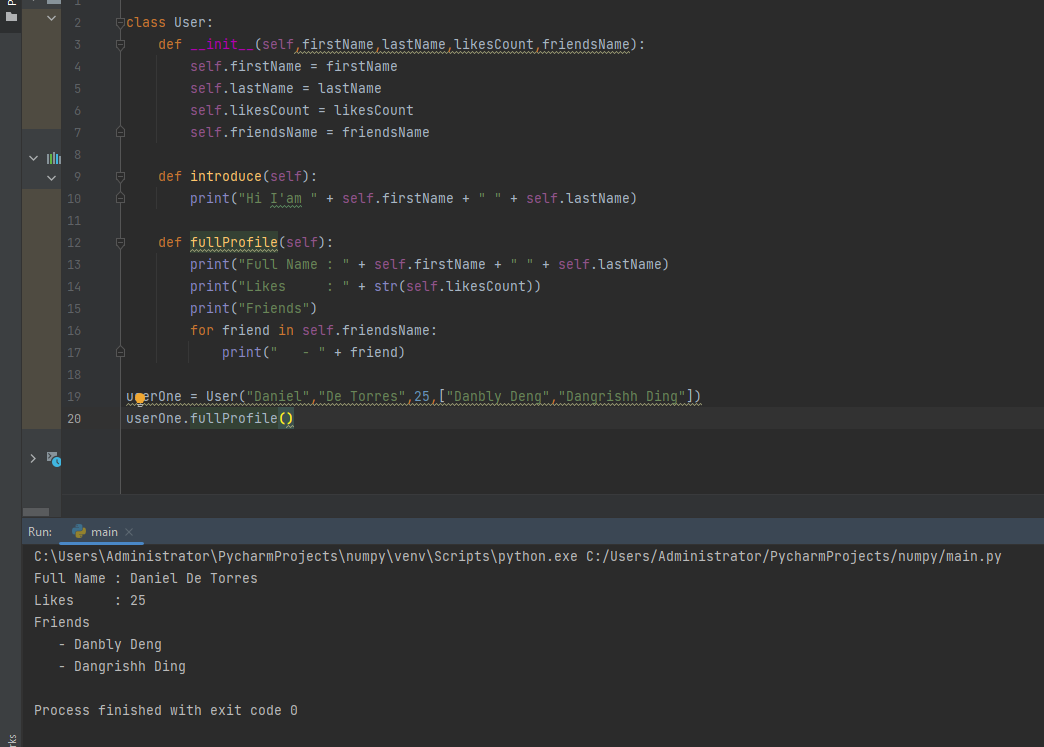 1
2 class User:
3     def __init__(self,firstName,lastName,likesCount,friendsName):
4         self.firstName = firstName
5         self.lastName = lastName
6         self.likesCount = likesCount
7         self.friendsName = friendsName
8
9     def introduce(self):
10         print("Hi I'am " + self.firstName + " " + self.lastName)
11
12     def fullProfile(self):
13         print("Full Name : " + self.firstName + " " + self.lastName)
14         print("Likes     : " + str(self.likesCount))
15         print("Friends")
16         for friend in self.friendsName:
17             print("   - " + friend)
18
19 userOne = User("Daniel","De Torres",25,["Danbly Deng","Dangrishh Ding"])
20 userOne.fullProfile()
Run: main
C:\Users\Administrator\PycharmProjects\numpy\venv\Scripts\python.exe C:/Users/Administrator/PycharmProjects/numpy/main.py
Full Name : Daniel De Torres
Likes     : 25
Friends
   - Danbly Deng
   - Dangrishh Ding
Process finished with exit code 0